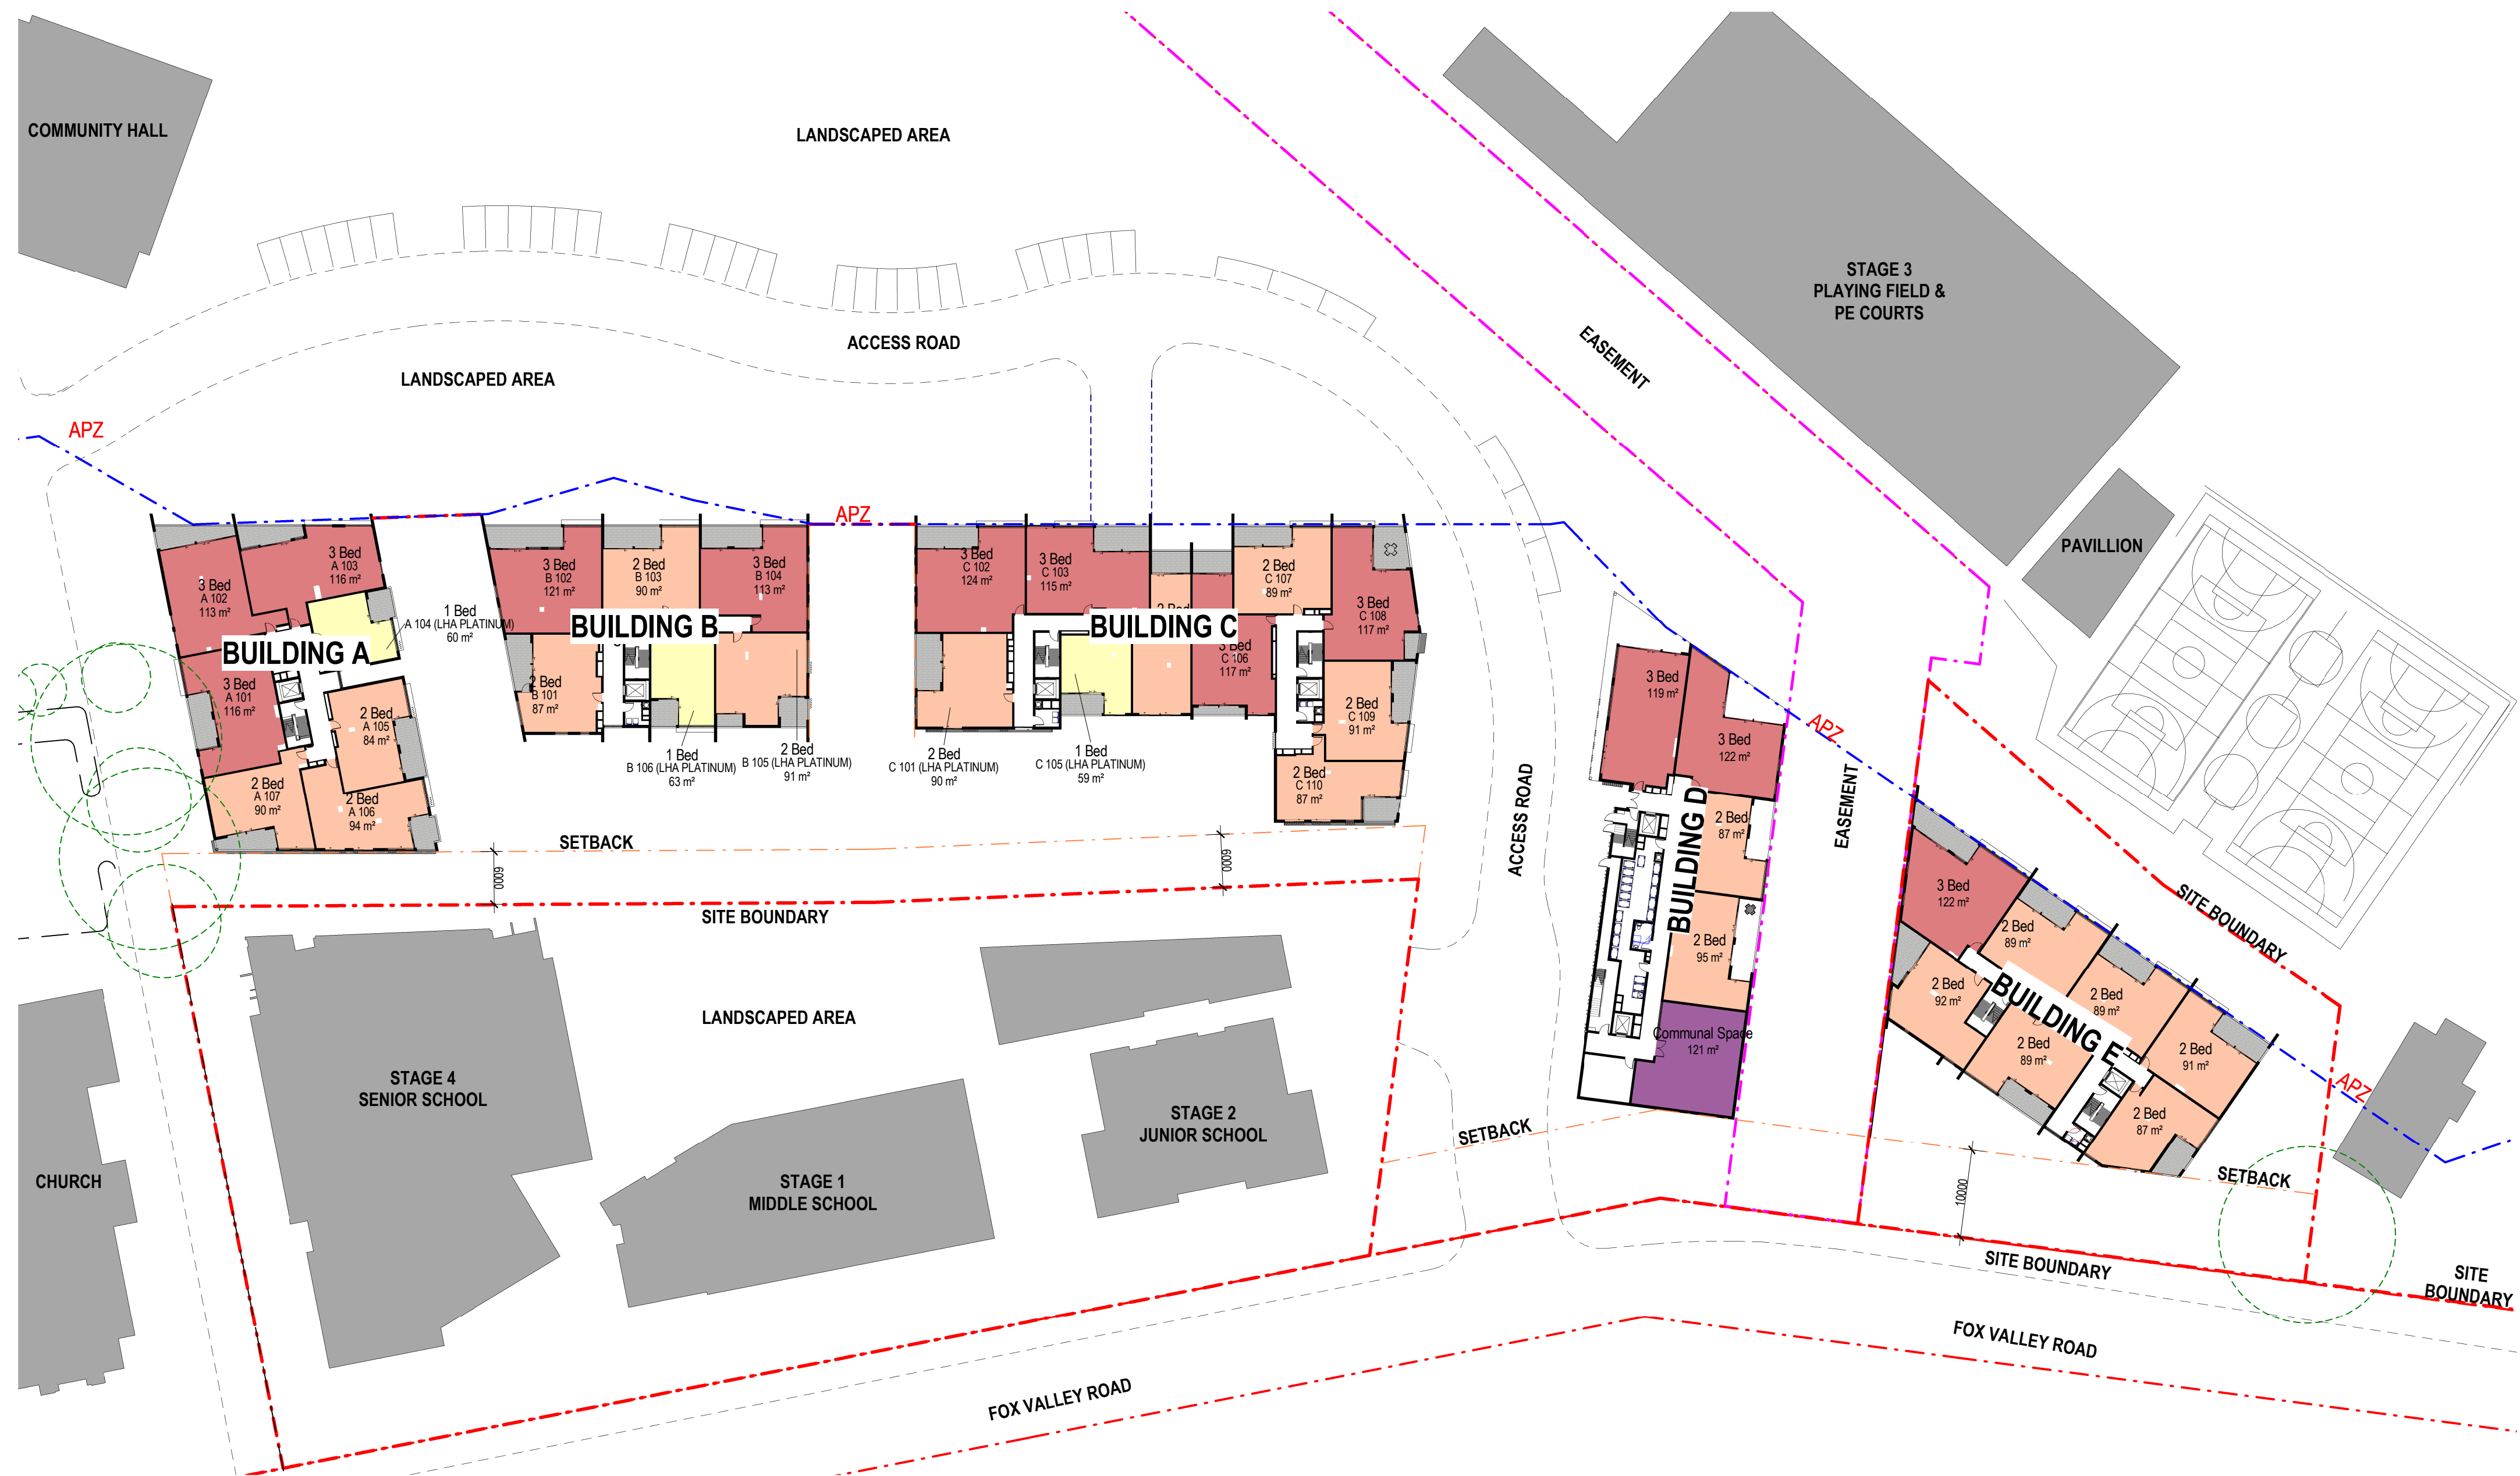 COMMUNITY HALL
LANDSCAPED AREA
STAGE 3
PLAYING FIELD &
PE COURTS
ACCESS ROAD
EASEMENT
LANDSCAPED AREA
APZ
APZ
PAVILLION
3 Bed
A 103
116 m²
3 Bed
A 102
113 m²
1 Bed
A 104 (LHA PLATINUM)
60 m²
BUILDING A
3 Bed
A 101
116 m²
2 Bed
A 105
84 m²
2 Bed
A 107
90 m²
2 Bed
A 106
94 m²
3 Bed
B 102
121 m²
2 Bed
B 103
90 m²
3 Bed
B 104
113 m²
BUILDING B
2 Bed
B 101
87 m²
1 Bed
B 106 (LHA PLATINUM)
63 m²
2 Bed
B 105 (LHA PLATINUM)
91 m²
3 Bed
C 102
124 m²
3 Bed
C 103
115 m²
2 Bed
2 Bed
C 107
89 m²
3 Bed
C 108
117 m²
BUILDING C
3 Bed
C 106
117 m²
2 Bed
C 101 (LHA PLATINUM)
90 m²
1 Bed
C 105 (LHA PLATINUM)
59 m²
2 Bed
C 109
91 m²
2 Bed
C 110
87 m²
SETBACK
6000
6000
SITE BOUNDARY
ACCESS ROAD
3 Bed
119 m²
3 Bed
122 m²
APZ
EASEMENT
2 Bed
87 m²
BUILDING D
2 Bed
95 m²
Communal Space
121 m²
3 Bed
122 m²
2 Bed
89 m²
SITE BOUNDARY
2 Bed
92 m²
BUILDING E
2 Bed
89 m²
2 Bed
89 m²
2 Bed
91 m²
2 Bed
87 m²
APZ
LANDSCAPED AREA
STAGE 4
SENIOR SCHOOL
STAGE 2
JUNIOR SCHOOL
SETBACK
SETBACK
10000
CHURCH
STAGE 1
MIDDLE SCHOOL
SITE BOUNDARY
SITE
BOUNDARY
FOX VALLEY ROAD
FOX VALLEY ROAD